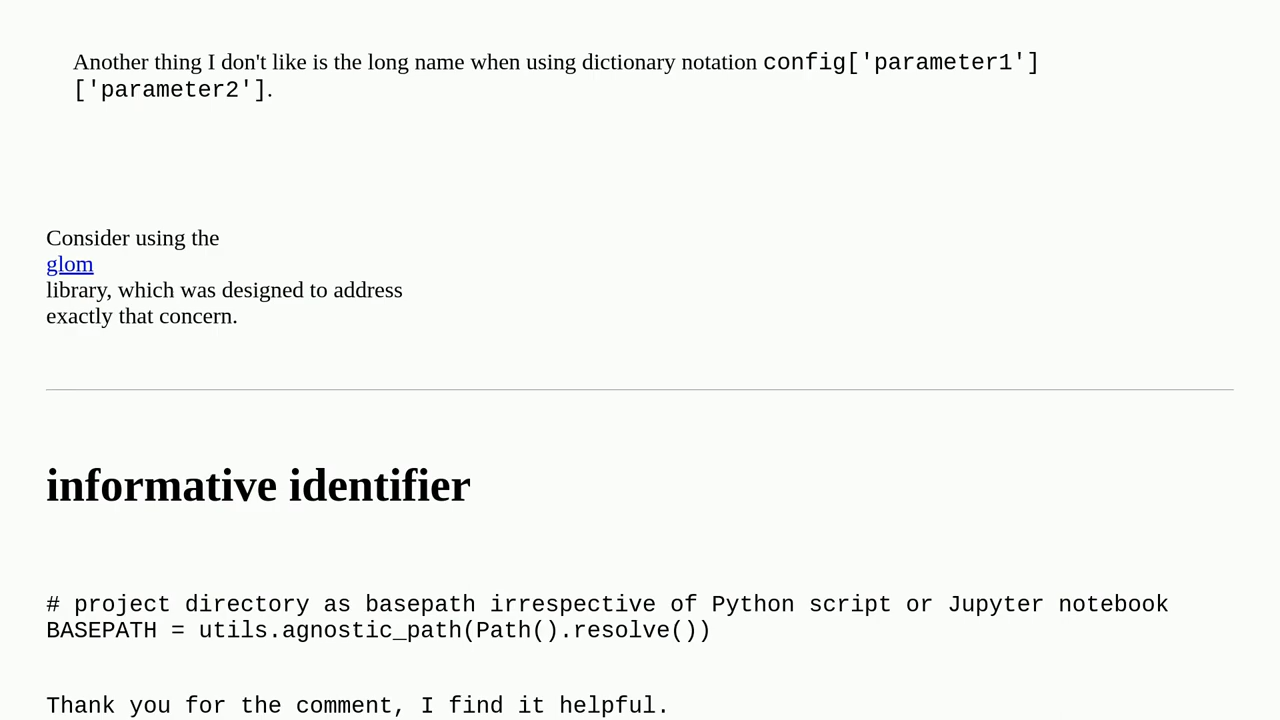 Another thing I don't like is the long name when using dictionary notation config['parameter1']
['parameter2'].
Consider using the
glom
library, which was designed to address
exactly that concern.
informative identifier
# project directory as basepath irrespective of Python script or Jupyter notebook
BASEPATH = utils.agnostic_path(Path().resolve())
Thank you for the comment, I find it helpful.